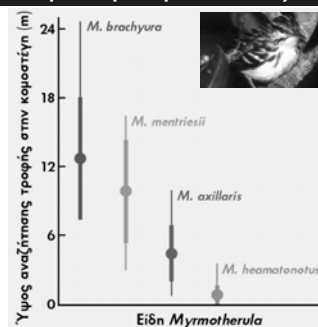 Ύψος αναζήτησης τροφής στην κομοστέγη (m)
24
18
12
6
0
M. brachyura
M. mentriesii
M. axillaris
M. heamatonotus
Είδη Myrmotherula